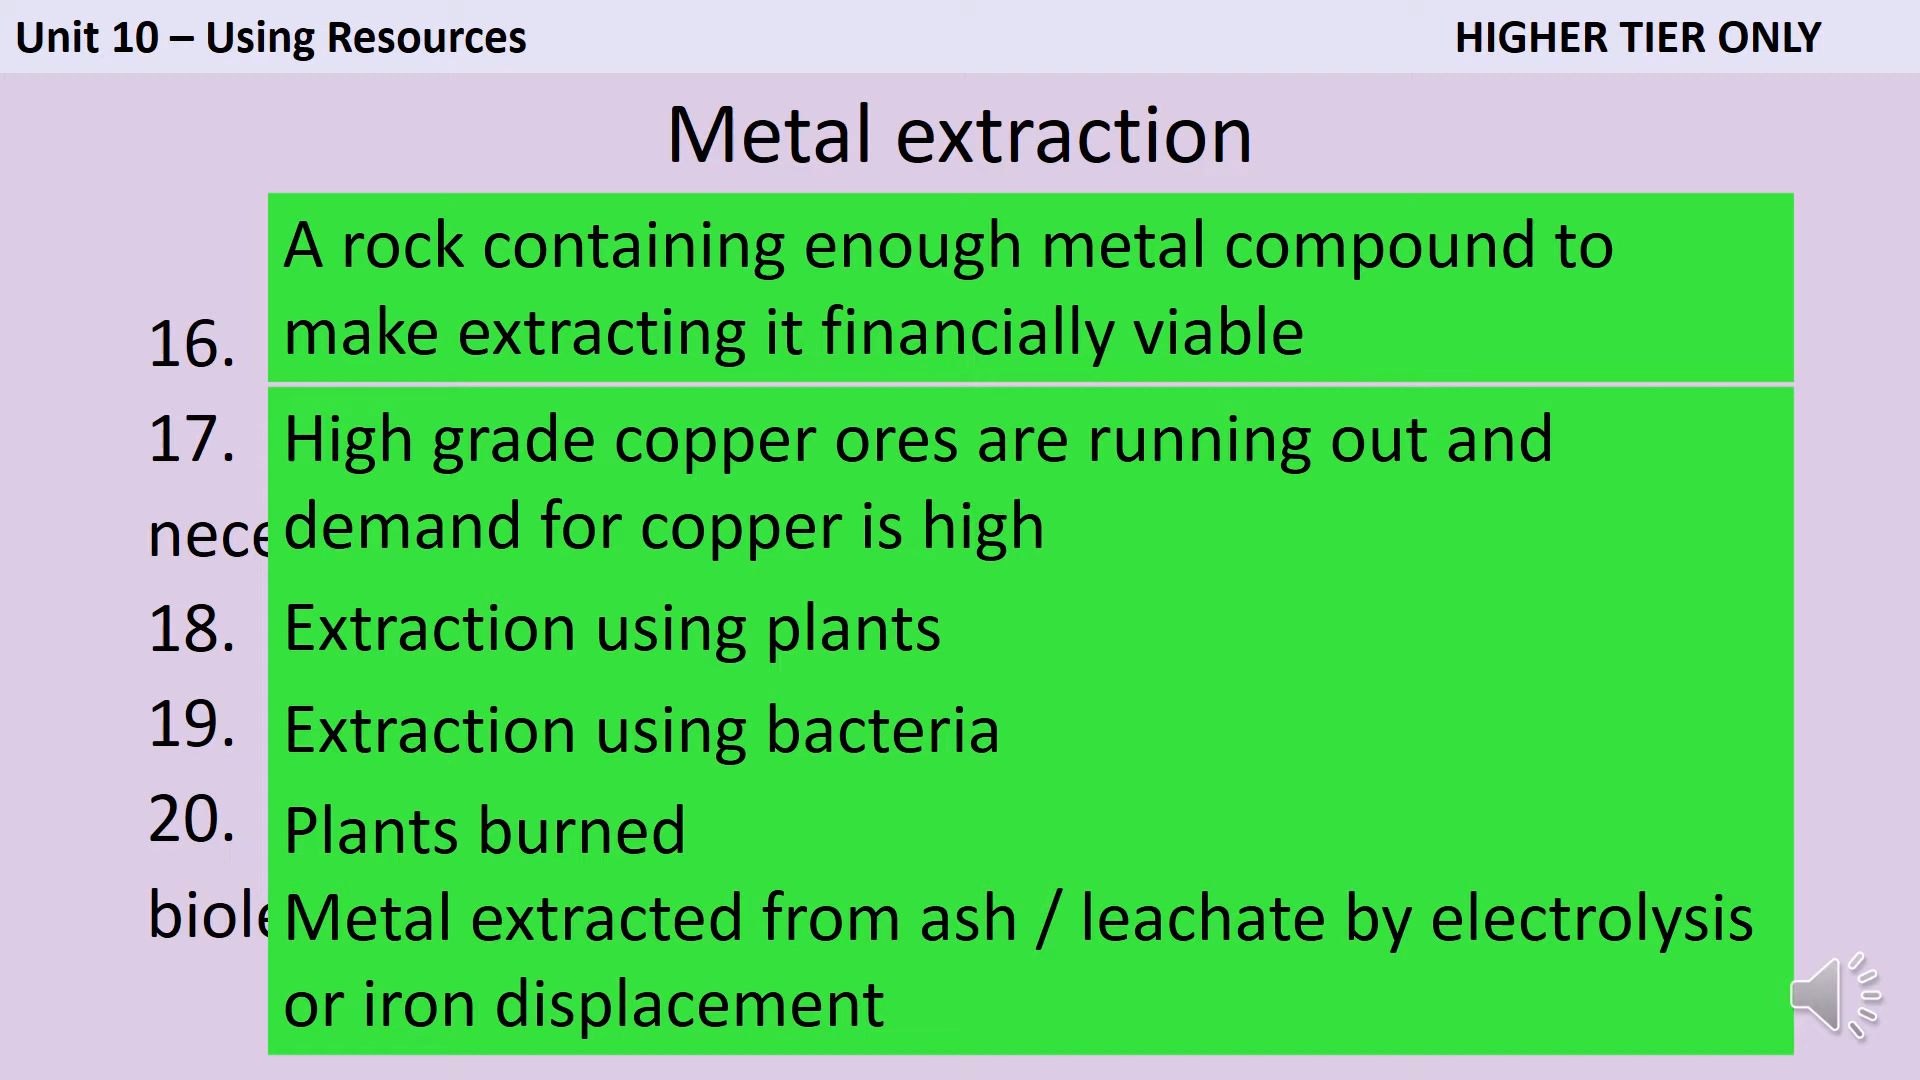 Unit 10 – Using Resources
HIGHER TIER ONLY
Metal extraction
16.
A rock containing enough metal compound to
make extracting it financially viable
17.
High grade copper ores are running out and
nece
demand for copper is high
18.
Extraction using plants
19.
Extraction using bacteria
20.
Plants burned
biole
Metal extracted from ash / leachate by electrolysis
or iron displacement